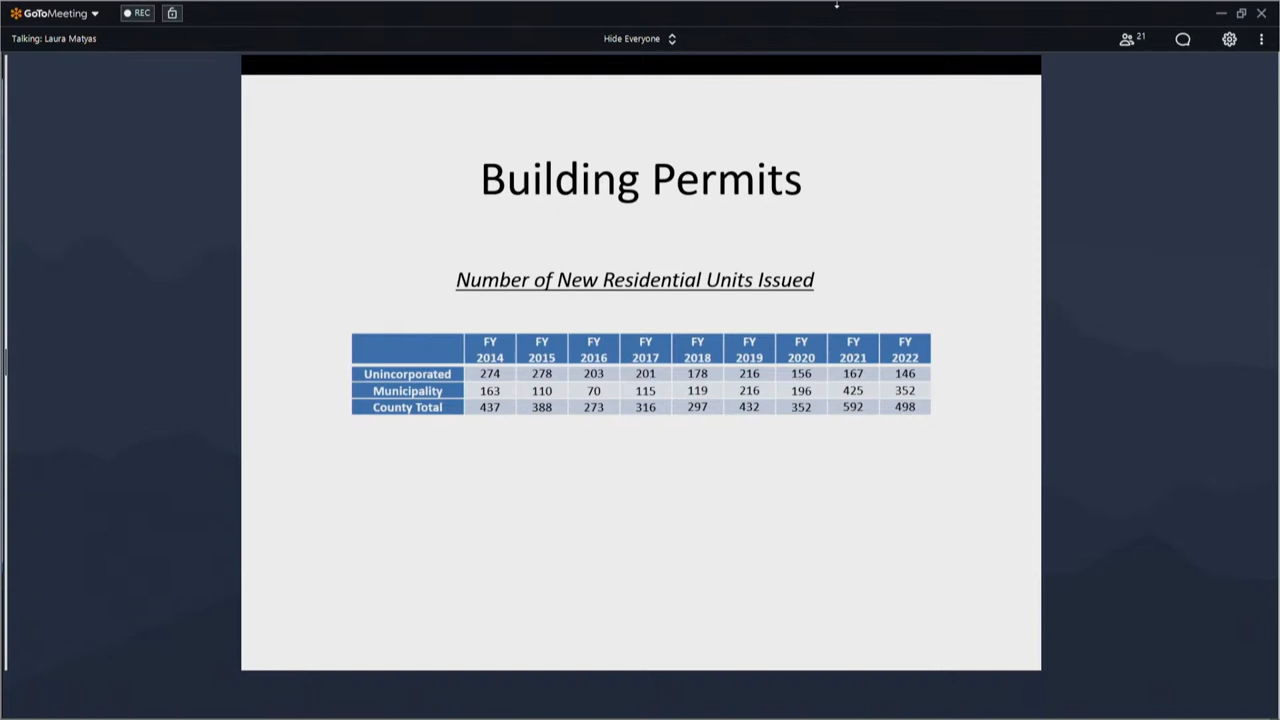 GoToMeeting
REC
Talking: Laura Matyas
Hide Everyone
21
Building Permits
Number of New Residential Units Issued
FY 2014 FY 2015 FY 2016 FY 2017 FY 2018 FY 2019 FY 2020 FY 2021 FY 2022
Unincorporated 274 278 203 201 178 216 156 167 146
Municipality 163 110 70 115 119 216 196 425 352
County Total 437 388 273 316 297 432 352 592 498